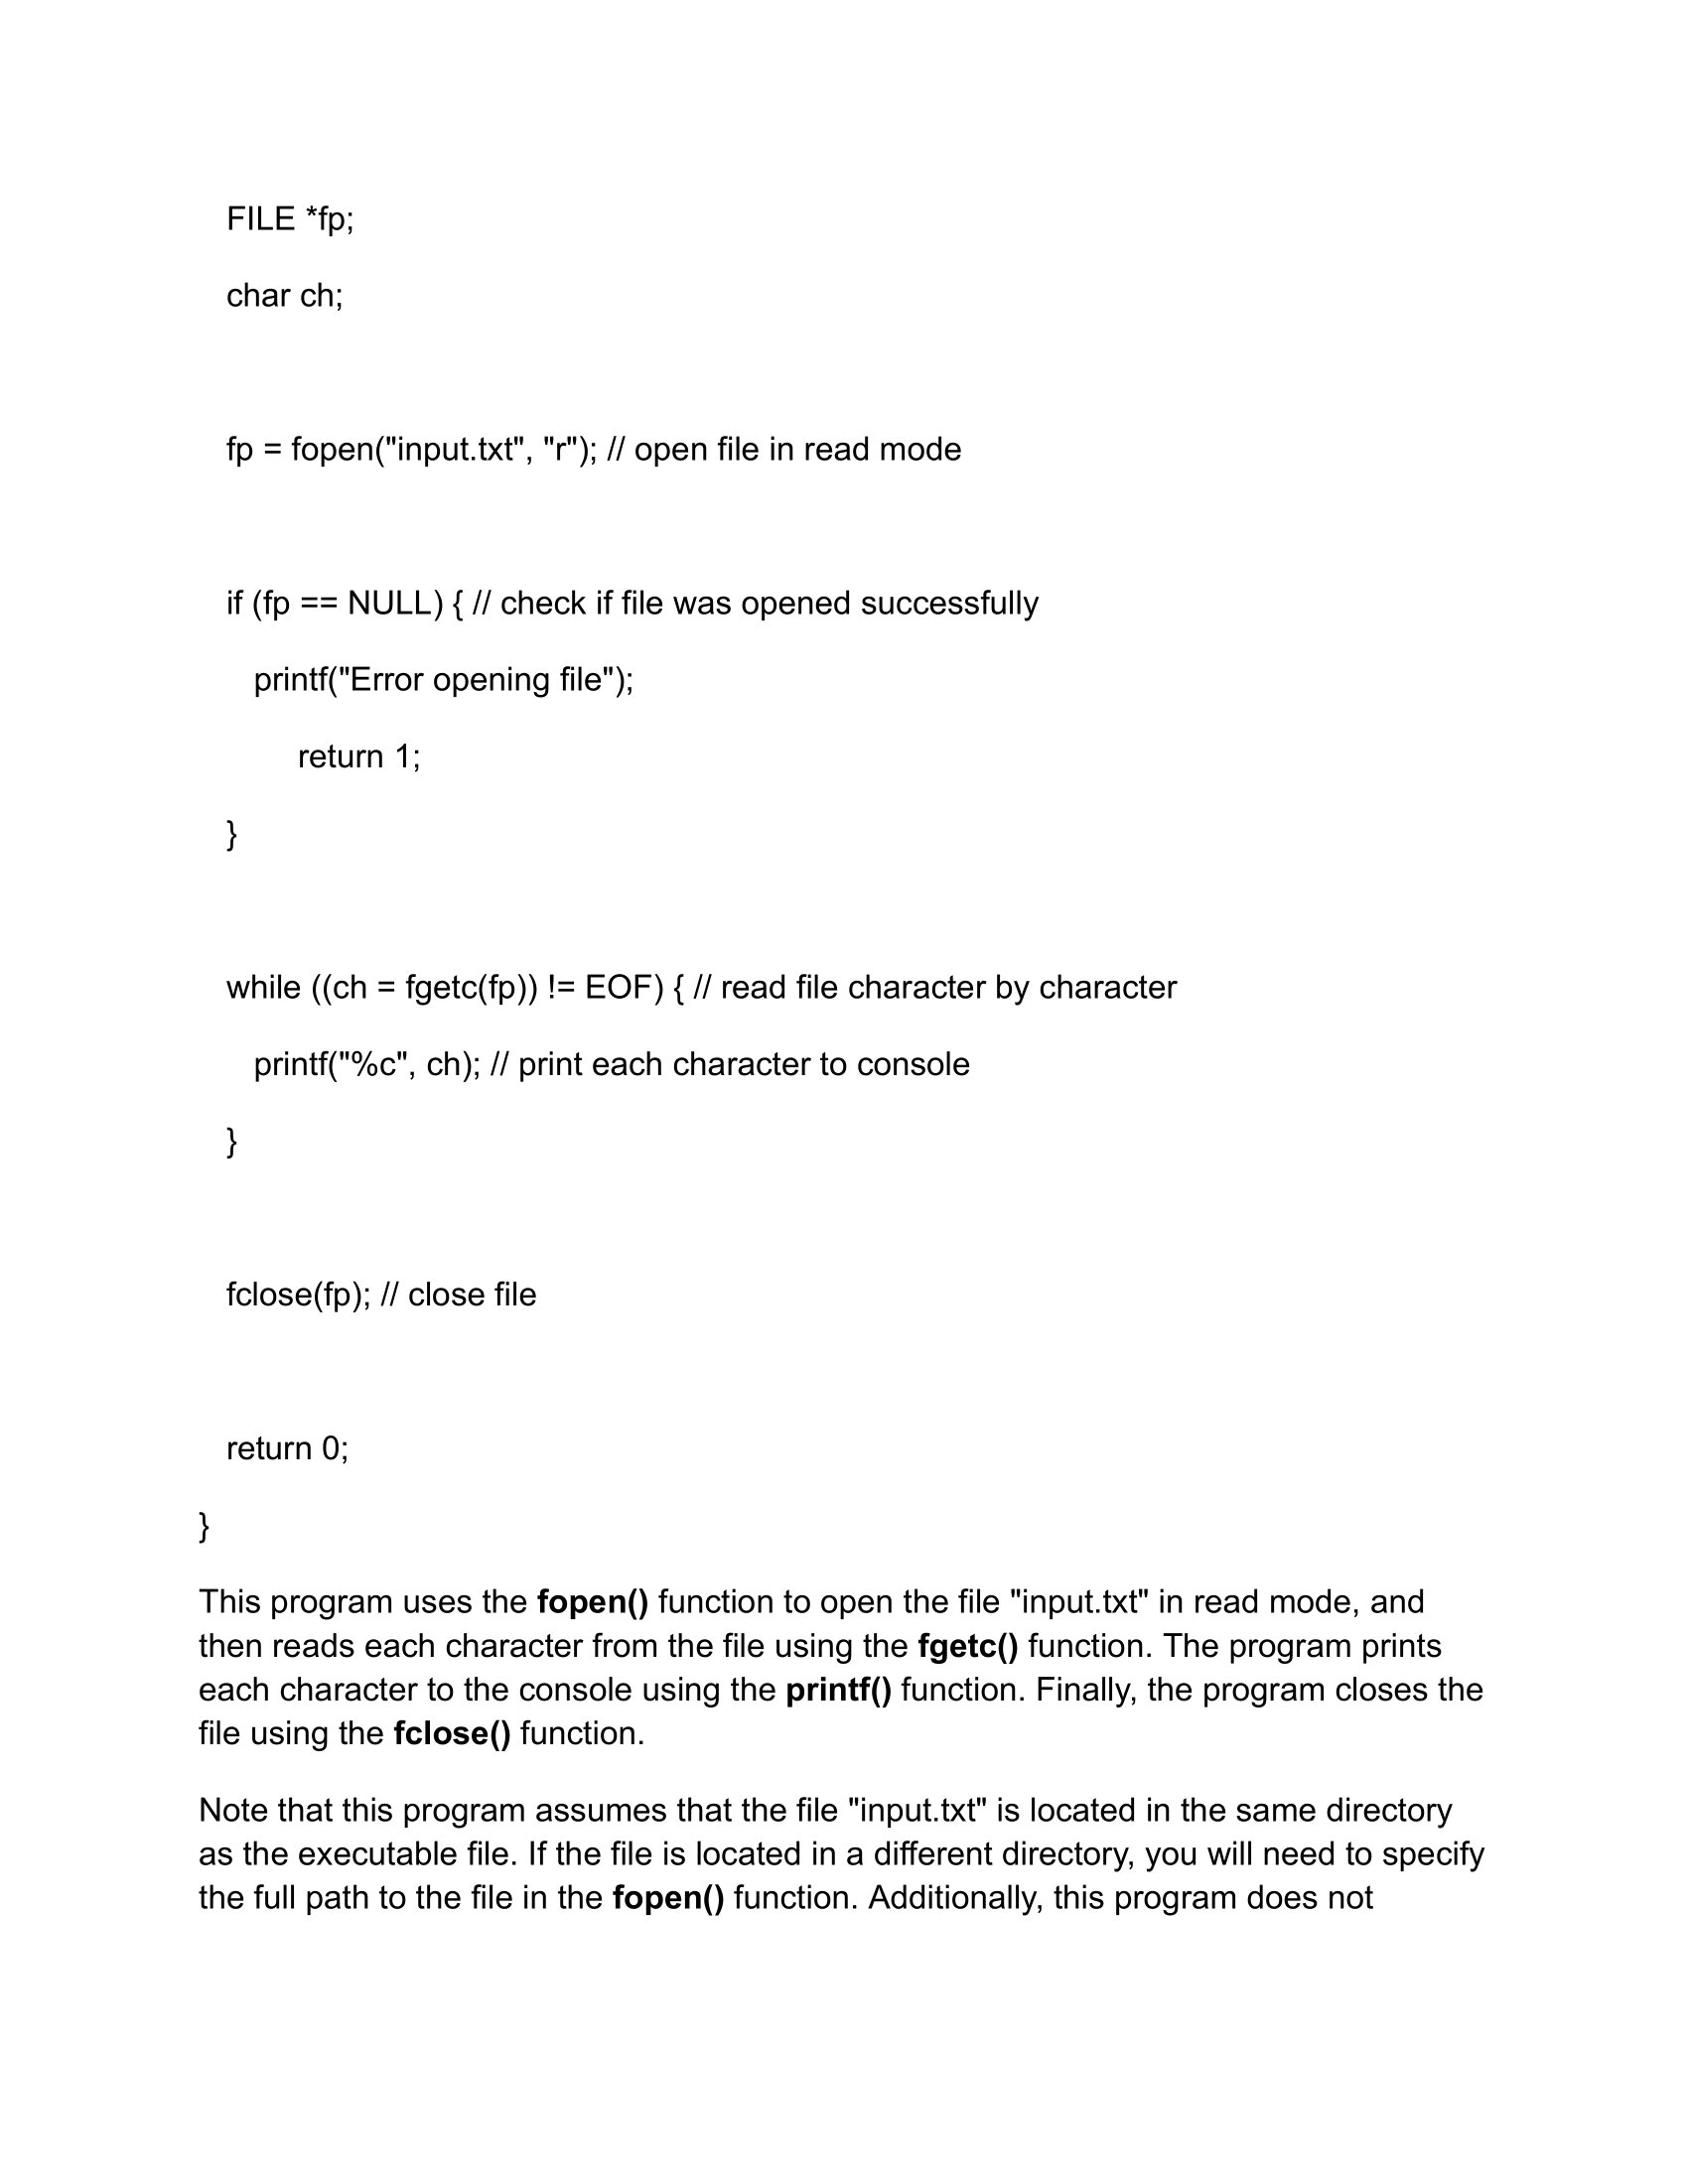 FILE *fp;
char ch;
fp = fopen("input.txt", "r"); // open file in read mode
if (fp == NULL) { // check if file was opened successfully
printf("Error opening file");
return 1;
}
while ((ch = fgetc(fp)) != EOF) { // read file character by character
printf("%c", ch); // print each character to console
}
fclose(fp); // close file
return 0;
}
This program uses the fopen() function to open the file "input.txt" in read mode, and
then reads each character from the file using the fgetc() function. The program prints
each character to the console using the printf() function. Finally, the program closes the
file using the fclose() function.
Note that this program assumes that the file "input.txt" is located in the same directory
as the executable file. If the file is located in a different directory, you will need to specify
the full path to the file in the fopen() function. Additionally, this program does not